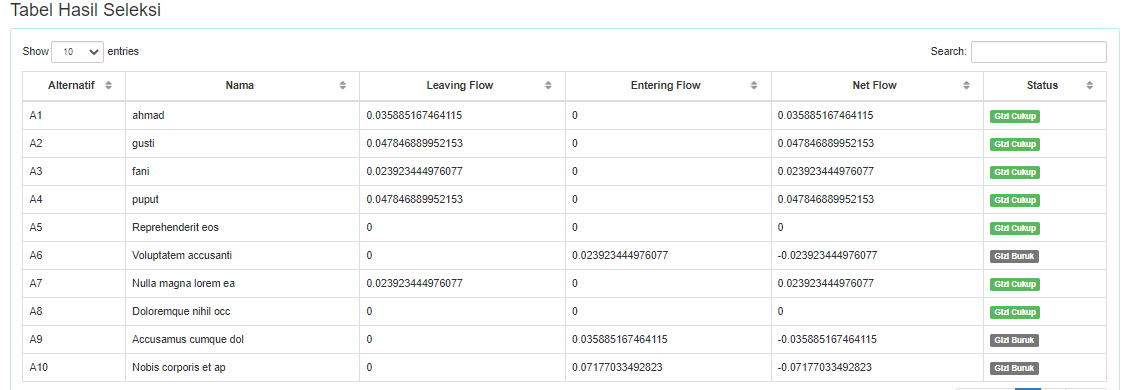 Tabel Hasil Seleksi
Show 10 entries Search:
Alternatif Nama Leaving Flow Entering Flow Net Flow Status
A1 ahmad 0.035885167464115 0 0.035885167464115 Gizi Cukup
A2 gusti 0.047846889952153 0 0.047846889952153 Gizi Cukup
A3 fani 0.023923444976077 0 0.023923444976077 Gizi Cukup
A4 puput 0.047846889952153 0 0.047846889952153 Gizi Cukup
A5 Reprehenderit eos 0 0 0 Gizi Cukup
A6 Voluptatem accusanti 0 0.023923444976077 -0.023923444976077 Gizi Buruk
A7 Nulla magna lorem ea 0.023923444976077 0 0.023923444976077 Gizi Cukup
A8 Doloremque nihil occ 0 0 0 Gizi Cukup
A9 Accusamus cumque dol 0 0.035885167464115 -0.035885167464115 Gizi Buruk
A10 Nobis corporis et ap 0 0.07177033492823 -0.07177033492823 Gizi Buruk